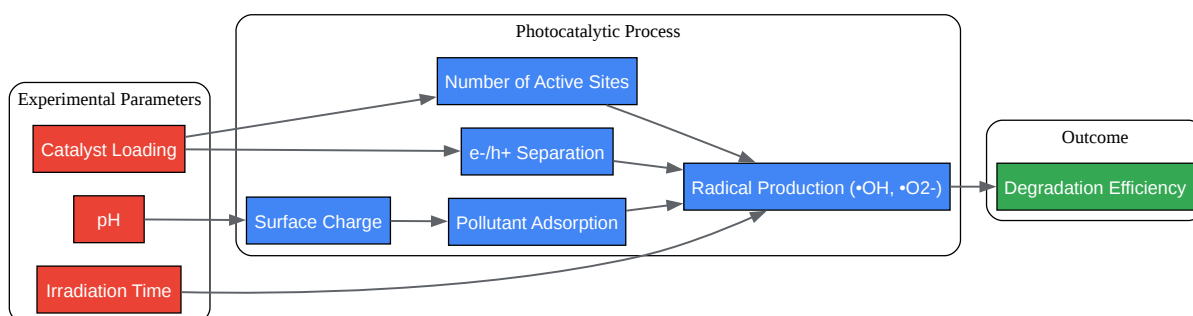 Photocatalytic Process
Number of Active Sites
Experimental Parameters
Catalyst Loading
e-/h+ Separation
Outcome
Radical Production (•OH, •O2-)
Degradation Efficiency
pH
Surface Charge
Pollutant Adsorption
Irradiation Time